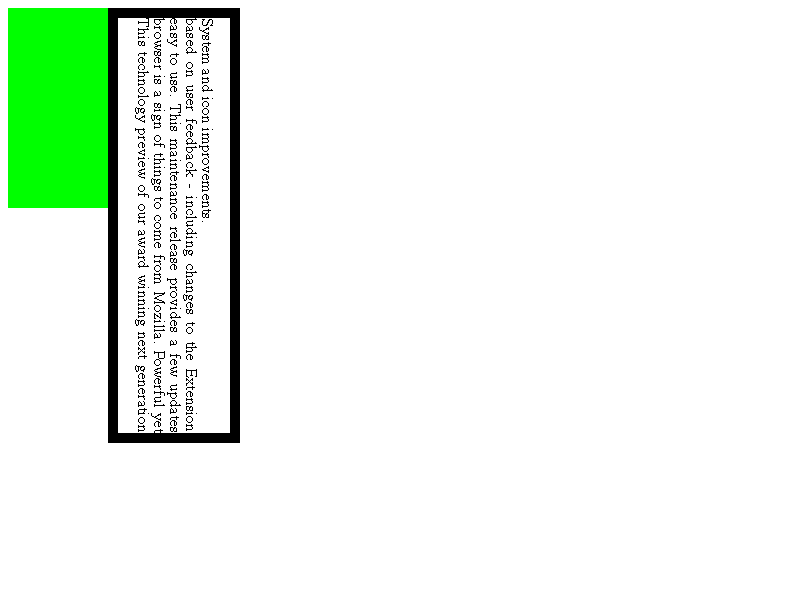 This technology preview of our award winning next generation
browser is a sign of things to come from Mozilla. Powerful yet
easy to use. This maintenance release provides a few updates
based on user feedback - including changes to the Extension
System and icon improvements.